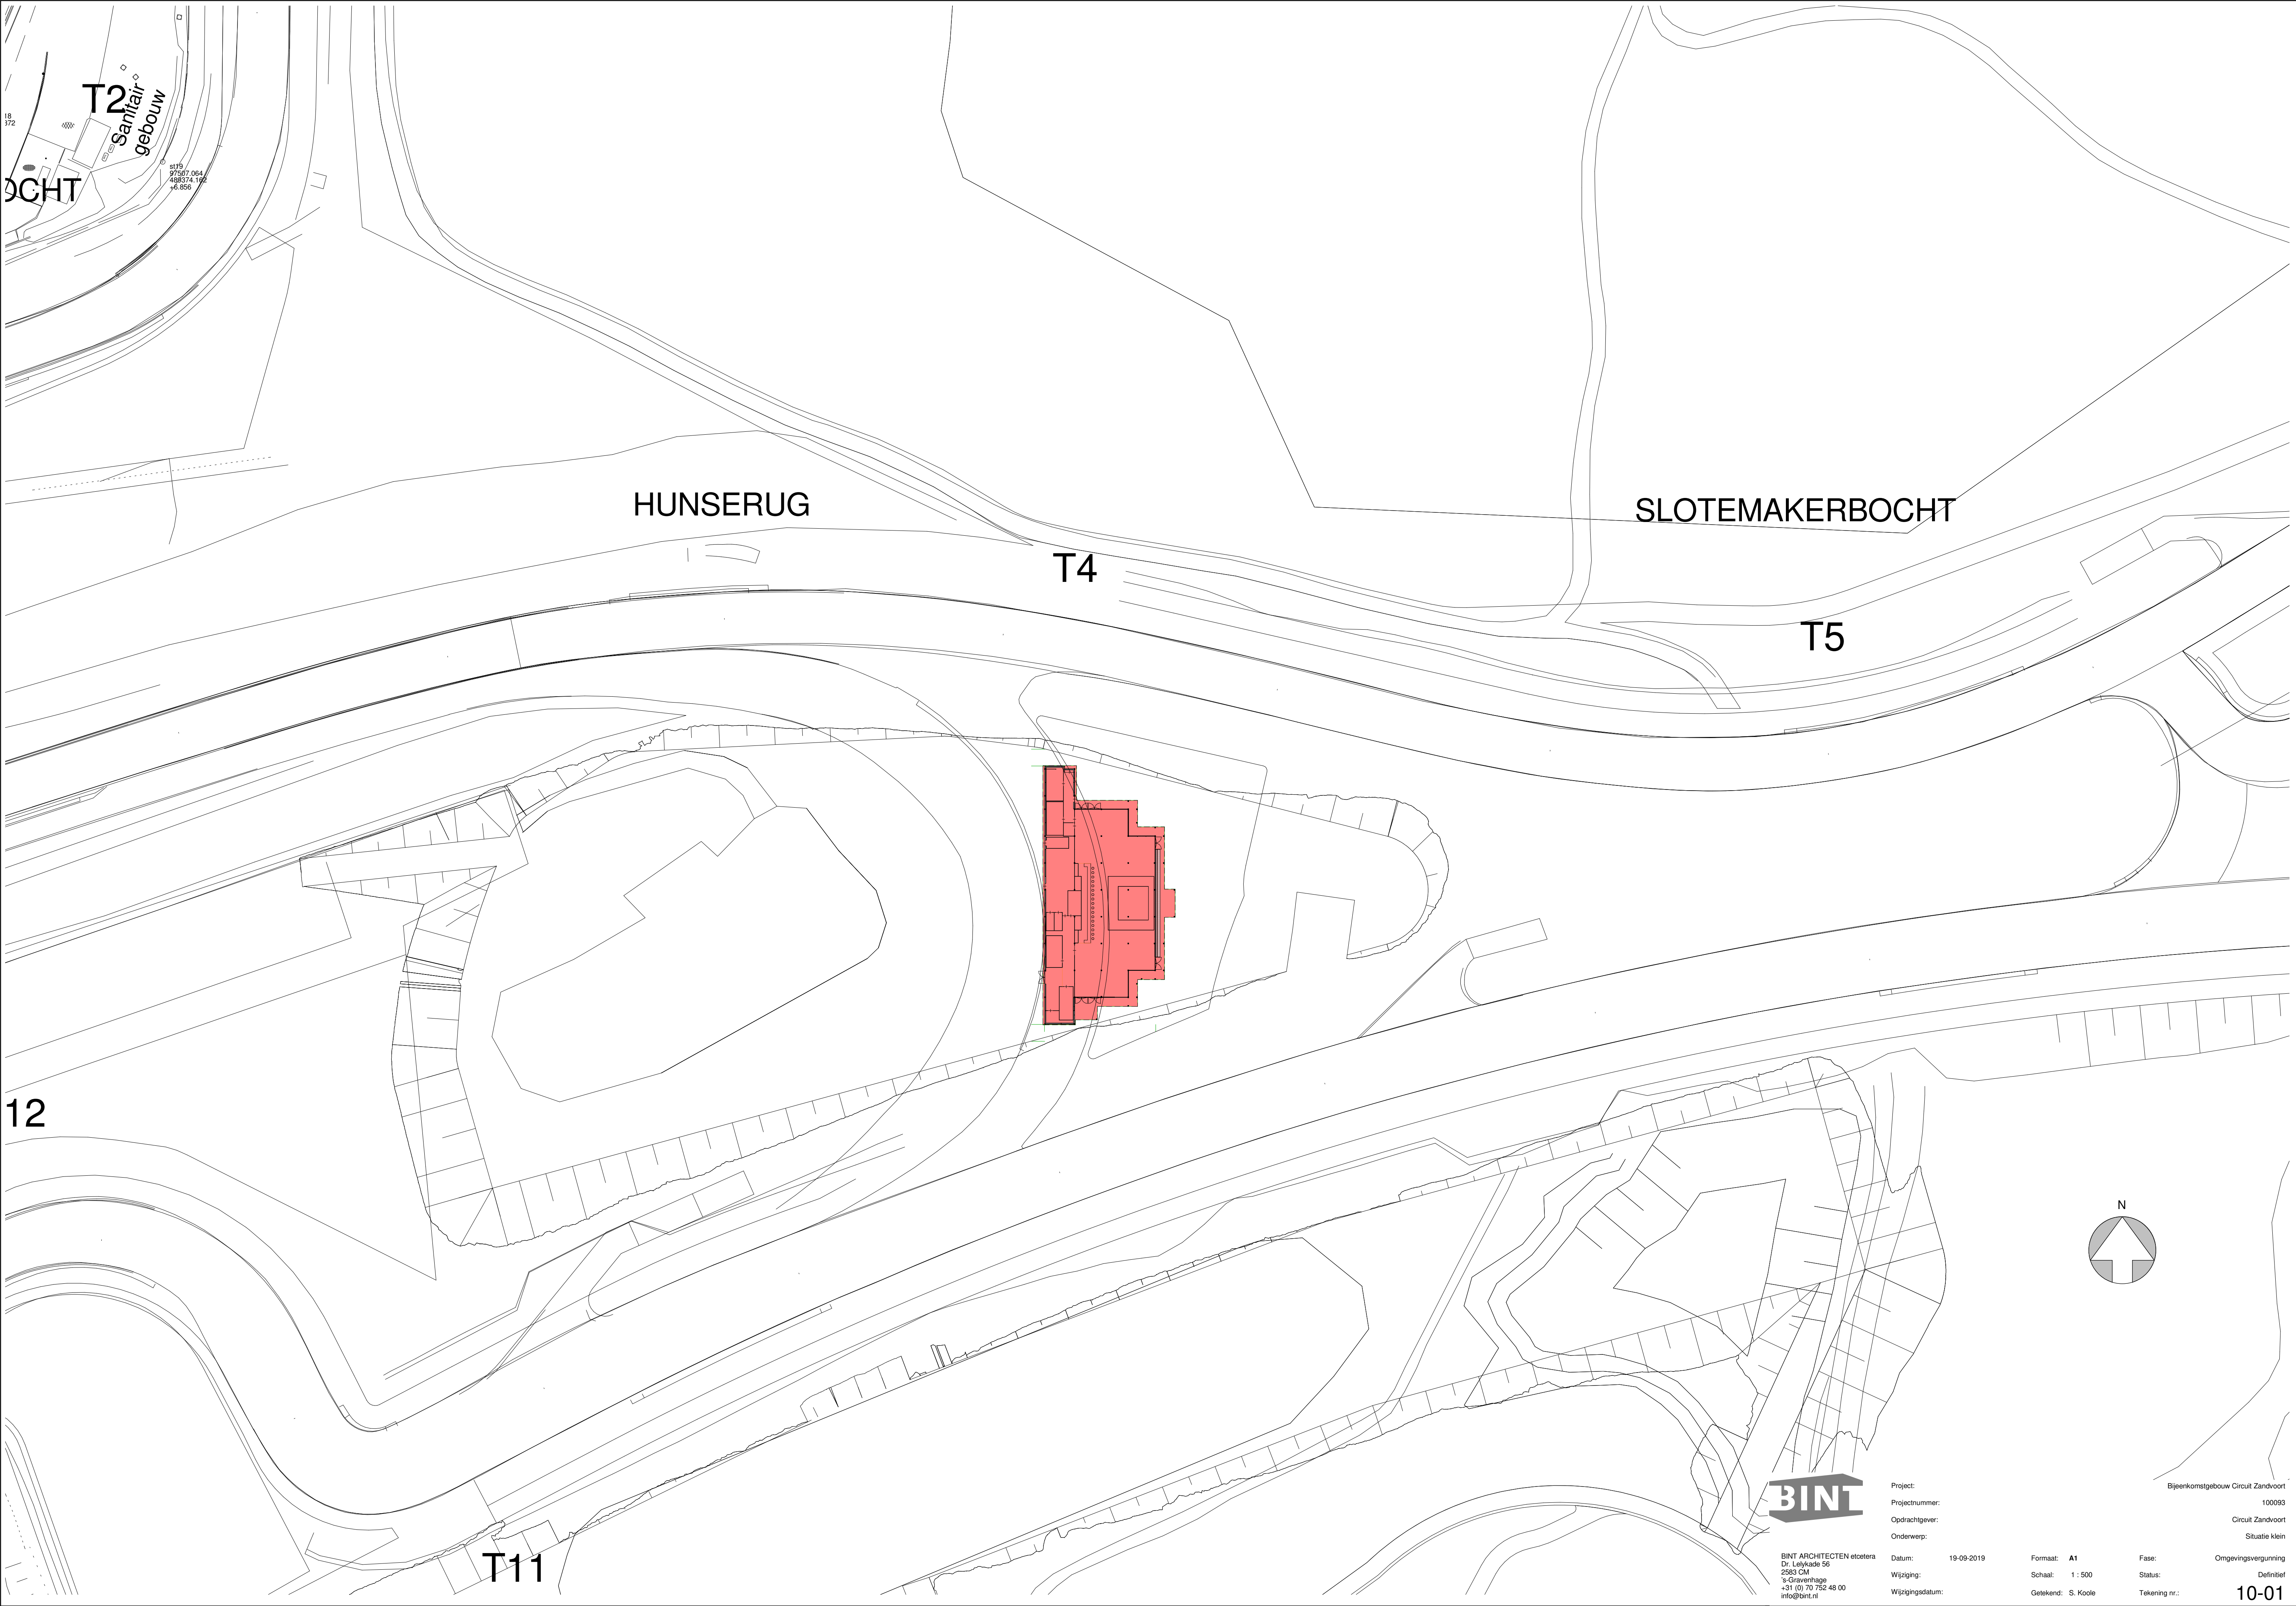 T2
Sanitair
gebouw
18
372
st19
97507.064
488374.162
+6.856
OCHT
HUNSERUG
SLOTEMAKERBOCHT
T4
T5
12
N
T11
BINT
BINT ARCHITECTEN etcetera
Dr. Lelykade 56
2583 CM
's-Gravenhage
+31 (0) 70 752 48 00
info@bint.nl
Project: Bijeenkomstgebouw Circuit Zandvoort
Projectnummer: 100093
Opdrachtgever: Circuit Zandvoort
Onderwerp: Situatie klein
Datum: 19-09-2019 Formaat: A1 Fase: Omgevingsvergunning
Wijziging: Schaal: 1 : 500 Status: Definitief
Wijzigingsdatum: Getekend: S. Koole Tekening nr.: 10-01